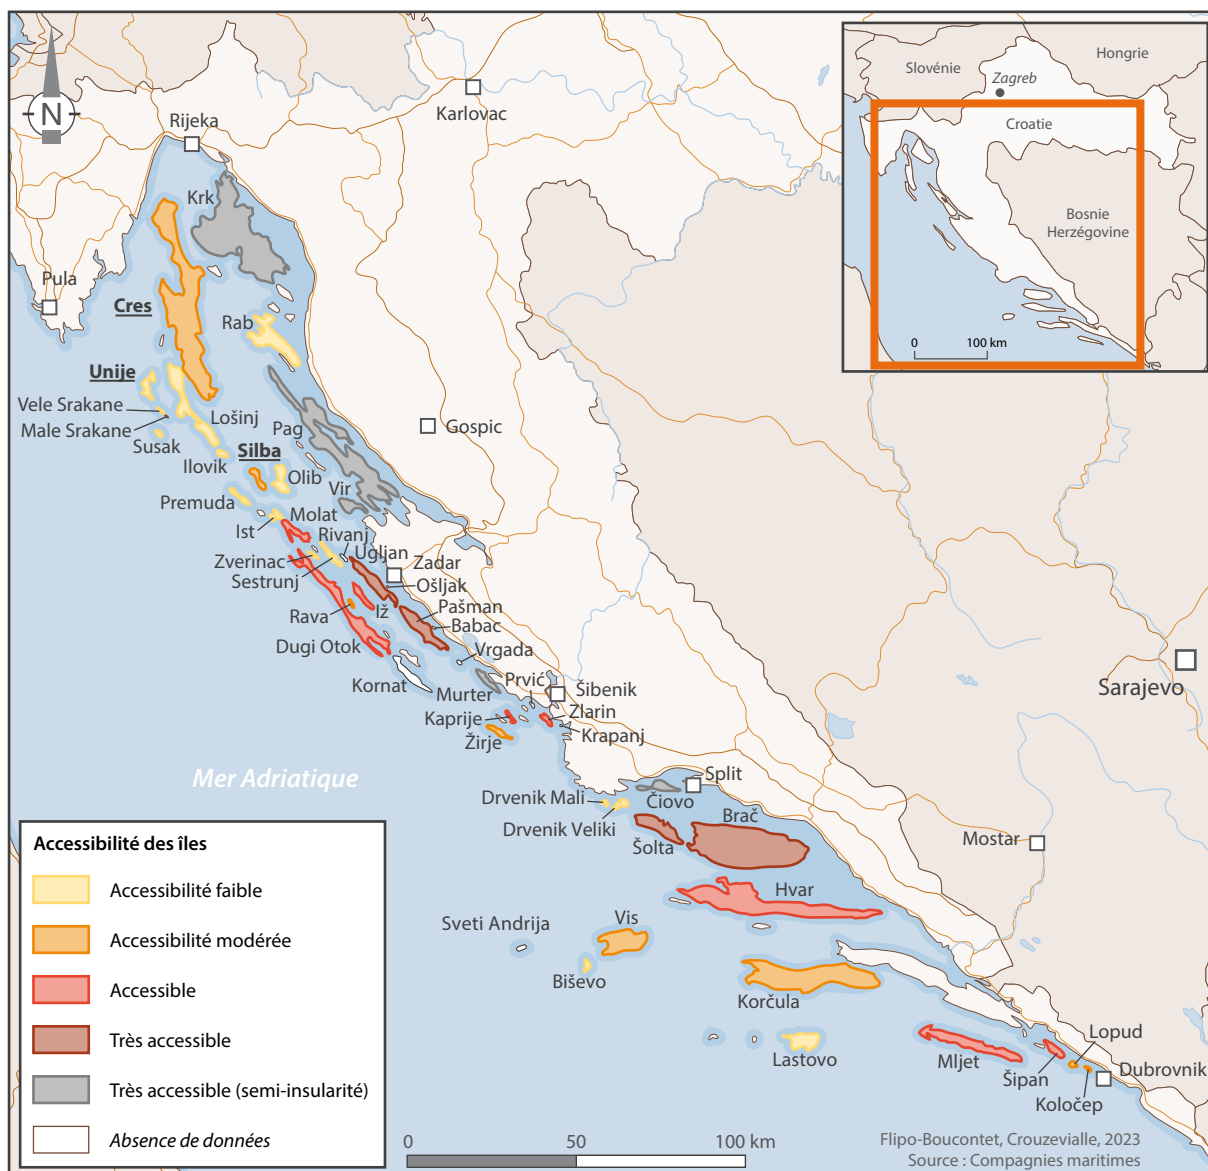 N
Rijeka
Karlovac
Krk
Pula
Cres
Rab
Unije
Vele Srakane
Male Srakane
Lošinj
Susak
Pag
Gospic
Ilovik
Silba
Olib
Vir
Premuda
Ist
Molat
Rivanj
Ugljan
Zadar
Zverinac
Sestrunj
Ošljak
Rava
Iž
Pašman
Babac
Dugi Otok
Vrgada
Kornat
Murter
Prvić
Šibenik
Kaprije
Zlarin
Žirje
Krapanj
Sarajevo
Mer Adriatique
Split
Drvenik Mali
Čiovo
Drvenik Veliki
Brač
Šolta
Mostar
Hvar
Vis
Sveti Andrija
Biševo
Korčula
Lastovo
Mljet
Lopud
Šipan
Dubrovnik
Koločep
Slovénie
Hongrie
Zagreb
Croatie
Bosnie
Herzégovine
0 100 km
Accessibilité des îles
Accessibilité faible
Accessibilité modérée
Accessible
Très accessible
Très accessible (semi-insularité)
Absence de données
0 50 100 km
Flipo-Boucontet, Crouzevialle, 2023
Source : Compagnies maritimes